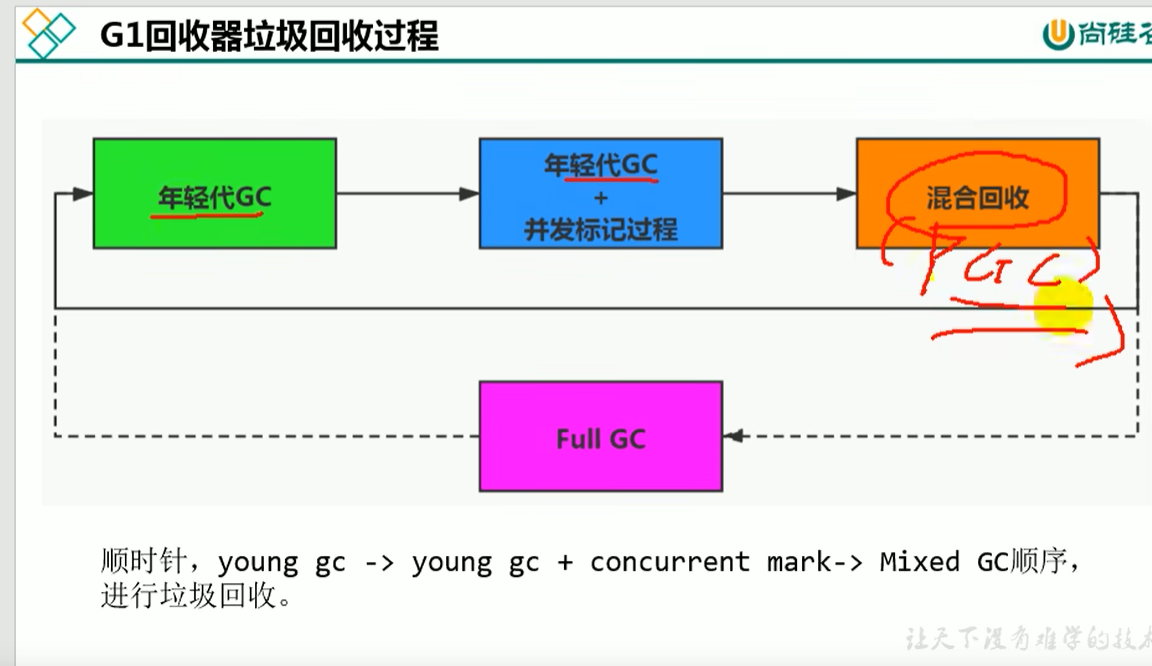 G1回收器垃圾回收过程
尚硅谷
年轻代GC
年轻代GC
+
并发标记过程
混合回收
(YGC)
Full GC
顺时针，young gc -> young gc + concurrent mark-> Mixed GC顺序，
进行垃圾回收。
让天下没有难学的技术